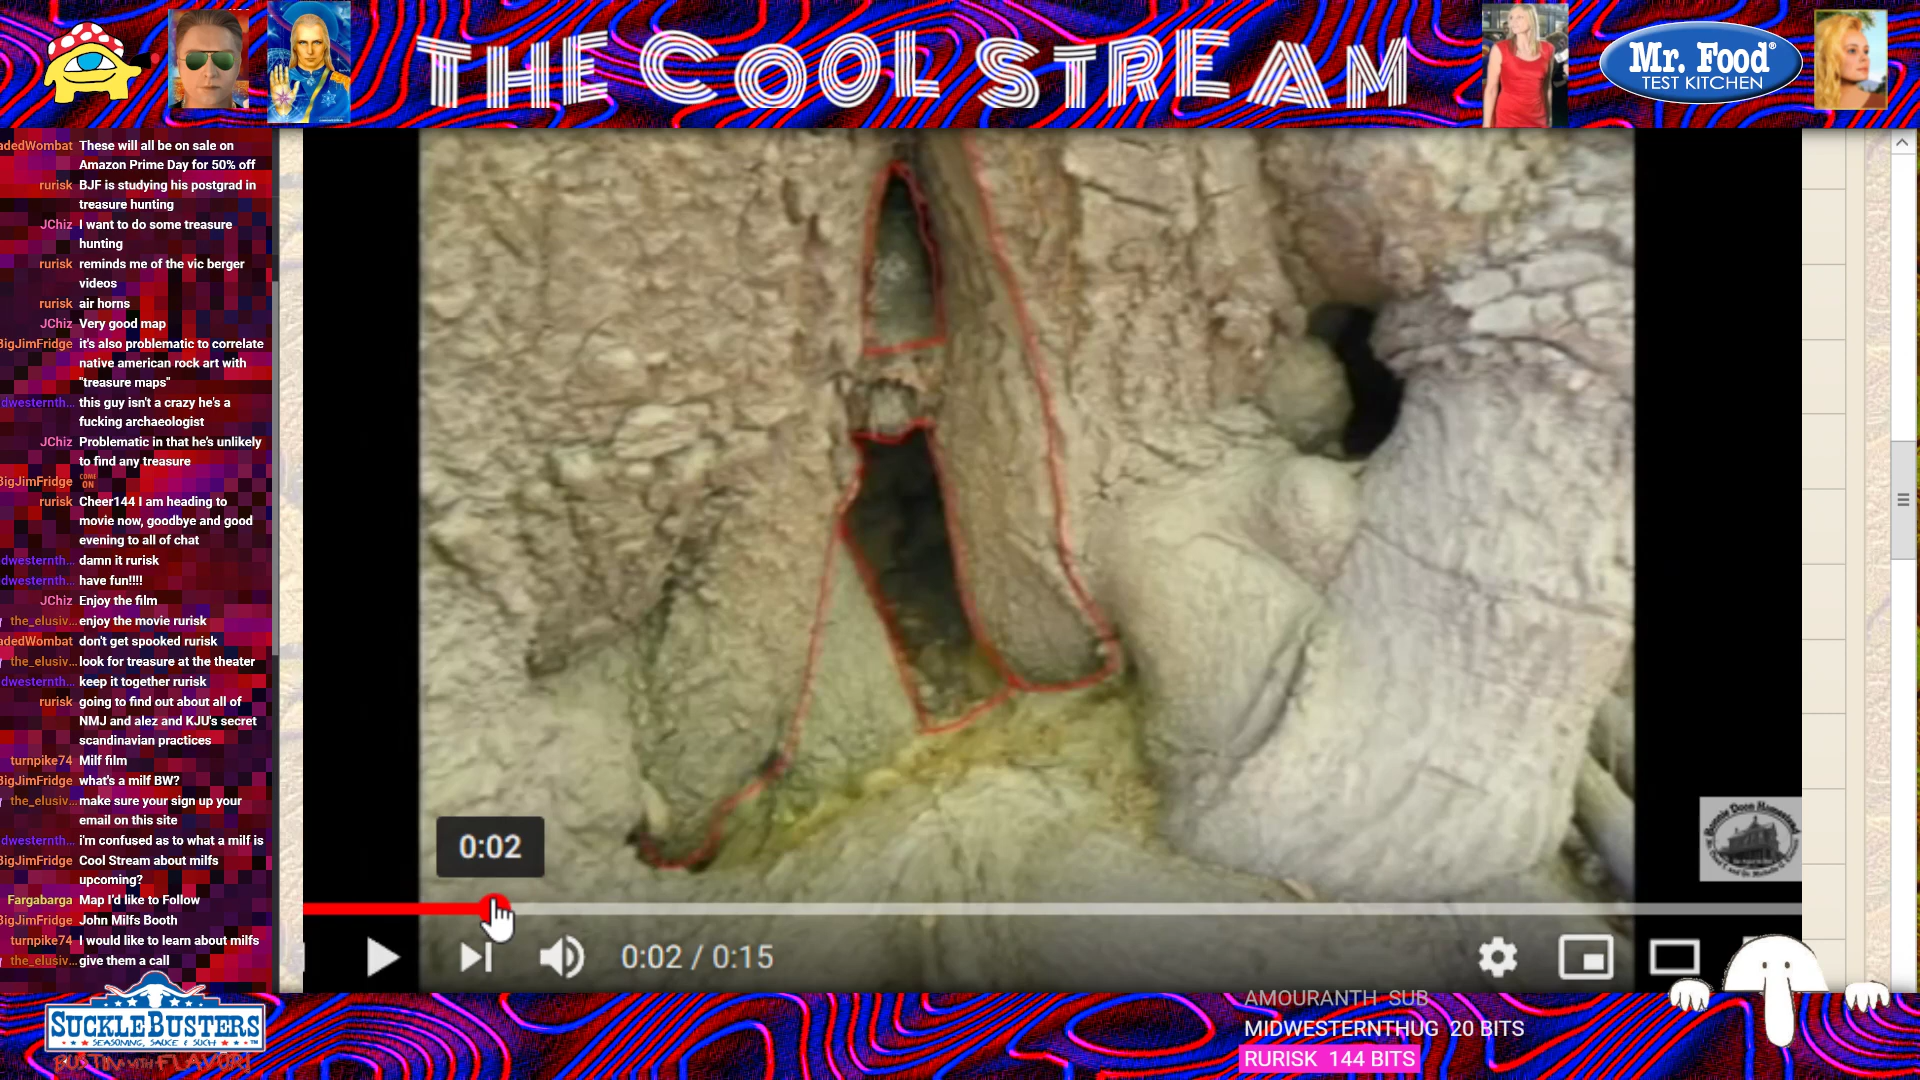 THE COOL STREAM
Mr. Food®
TEST KITCHEN
adedWombat These will all be on sale on
Amazon Prime Day for 50% off
rurisk BJF is studying his postgrad in
treasure hunting
JChiz I want to do some treasure
hunting
rurisk reminds me of the vic berger
videos
rurisk air horns
JChiz Very good map
BigJimFridge it's also problematic to correlate
native american rock art with
"treasure maps"
dwesternth... this guy isn't a crazy he's a
fucking archaeologist
JChiz Problematic in that he's unlikely
to find any treasure
BigJimFridge COME
ON
rurisk Cheer144 I am heading to
movie now, goodbye and good
evening to all of chat
dwesternth... damn it rurisk
dwesternth... have fun!!!!
JChiz Enjoy the film
the_elusiv... enjoy the movie rurisk
adedWombat don't get spooked rurisk
the_elusiv... look for treasure at the theater
dwesternth... keep it together rurisk
rurisk going to find out about all of
NMJ and alez and KJU's secret
scandinavian practices
turnpike74 Milf film
BigJimFridge what's a milf BW?
the_elusiv... make sure your sign up your
email on this site
dwesternth... i'm confused as to what a milf is
BigJimFridge Cool Stream about milfs
upcoming?
Fargabarga Map I'd like to Follow
BigJimFridge John Milfs Booth
turnpike74 I would like to learn about milfs
the_elusiv... give them a call
0:02
0:02 / 0:15
Bonnie Doon Homestead
SUCKLEBUSTERS
SEASONING, SAUCE & SUCH
BUSTIN WITH FLAVOR!
AMOURANTH SUB
MIDWESTERNTHUG 20 BITS
RURISK 144 BITS